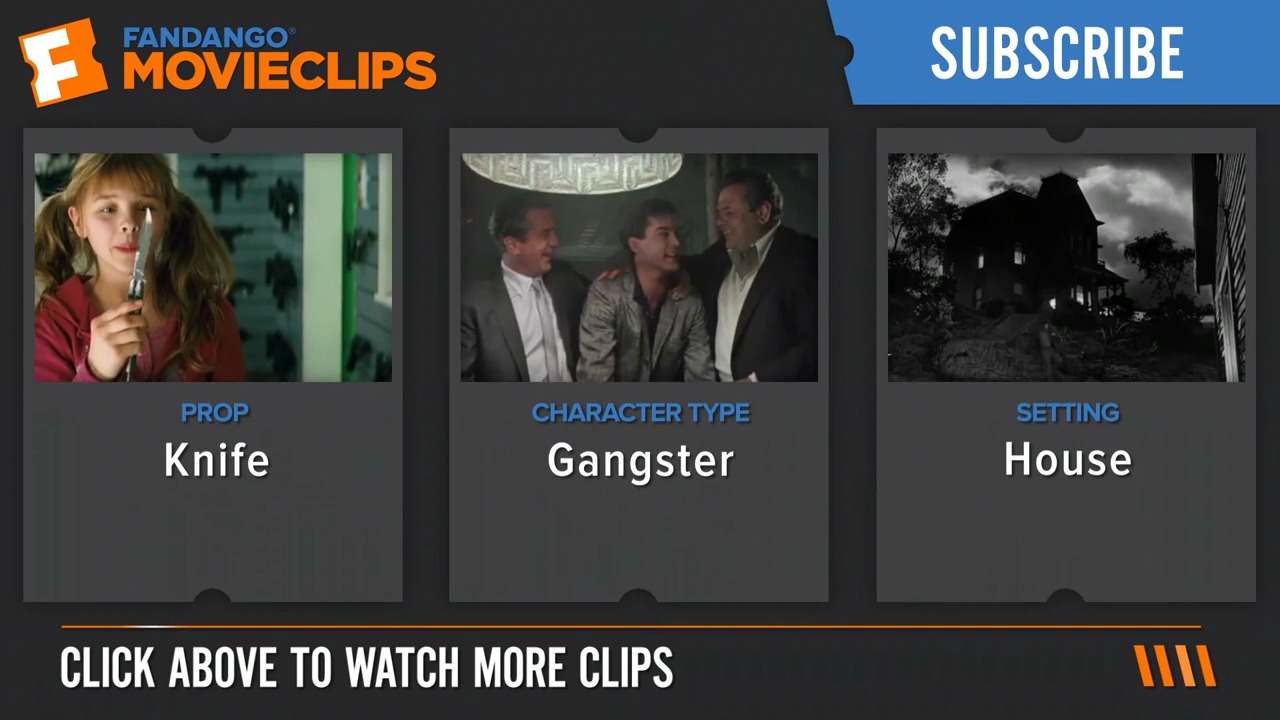 FANDANGO®
MOVIECLIPS
SUBSCRIBE
PROP
Knife
CHARACTER TYPE
Gangster
SETTING
House
CLICK ABOVE TO WATCH MORE CLIPS